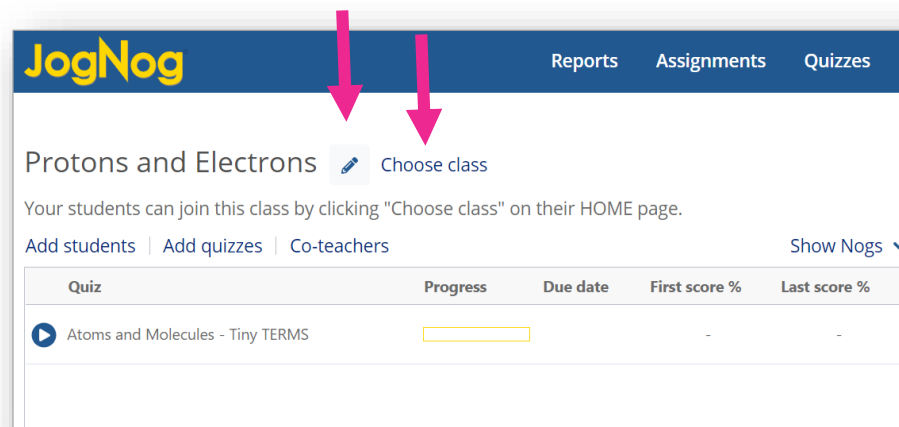 JogNog Reports Assignments Quizzes
Protons and Electrons Choose class
Your students can join this class by clicking "Choose class" on their HOME page.
Add students Add quizzes Co-teachers Show Nogs
Quiz Progress Due date First score % Last score %
Atoms and Molecules - Tiny TERMS - -